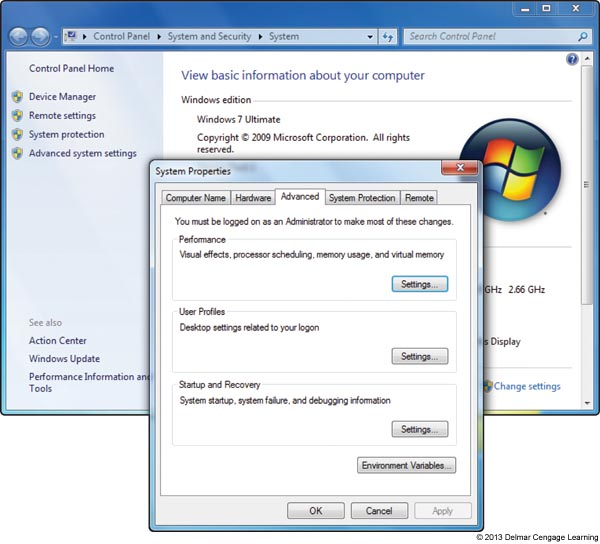 Control Panel System and Security System
Search Control Panel
Control Panel Home
Device Manager
Remote settings
System protection
Advanced system settings
See also
Action Center
Windows Update
Performance Information and
Tools
View basic information about your computer
Windows edition
Windows 7 Ultimate
Copyright © 2009 Microsoft Corporation. All rights
reserved.
GHz 2.66 GHz
s Display
Change settings
System Properties
Computer Name Hardware Advanced System Protection Remote
You must be logged on as an Administrator to make most of these changes.
Performance
Visual effects, processor scheduling, memory usage, and virtual memory
Settings...
User Profiles
Desktop settings related to your logon
Settings...
Startup and Recovery
System startup, system failure, and debugging information
Settings...
Environment Variables...
OK Cancel Apply
© 2013 Delmar Cengage Learning